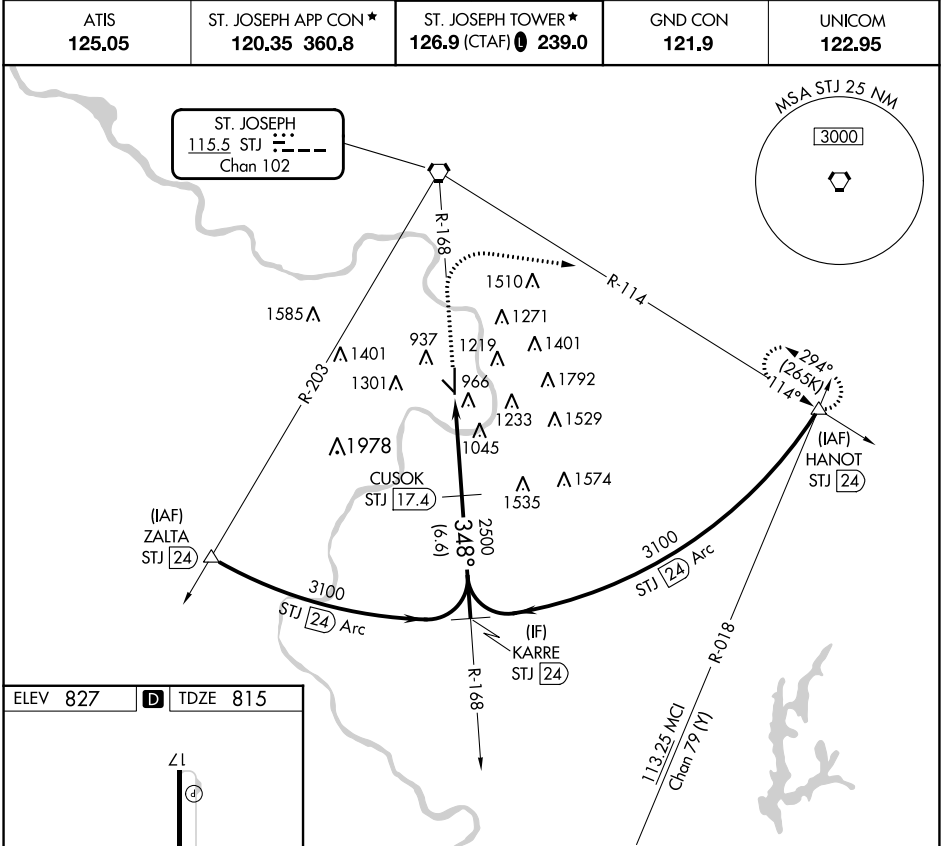 ATIS
125.05
ST. JOSEPH APP CON ★
120.35 360.8
ST. JOSEPH TOWER ★
126.9 (CTAF) L 239.0
GND CON
121.9
UNICOM
122.95
ST. JOSEPH
115.5 STJ
Chan 102
MSA STJ 25 NM
3000
R-168
R-114
R-203
1510
1585
1271
937
1219
1401
1401
1301
966
1792
1233
1529
1978
1045
294°
(265K)
114°
(IAF)
HANOT
STJ 24
CUSOK
STJ 17.4
1535
1574
(IAF)
ZALTA
STJ 24
2500
348°
(6.6)
3100
STJ 24 Arc
3100
STJ 24 Arc
(IF)
KARRE
STJ 24
R-168
R-018
113.25 MCI
Chan 79 (Y)
ELEV 827
D
TDZE 815
17
P